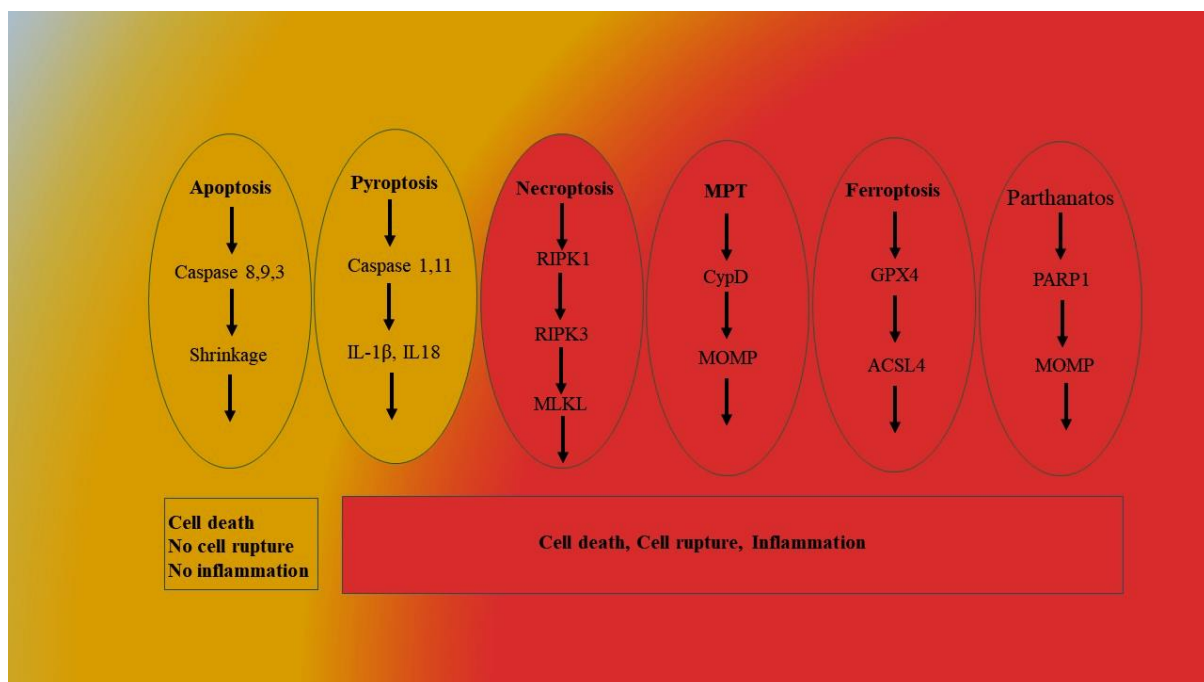 Apoptosis
Caspase 8,9,3
Shrinkage
Pyroptosis
Caspase 1,11
IL-1β, IL18
Necroptosis
RIPK1
RIPK3
MLKL
MPT
CypD
MOMP
Ferroptosis
GPX4
ACSL4
Parthanatos
PARP1
MOMP
Cell death
No cell rupture
No inflammation
Cell death, Cell rupture, Inflammation